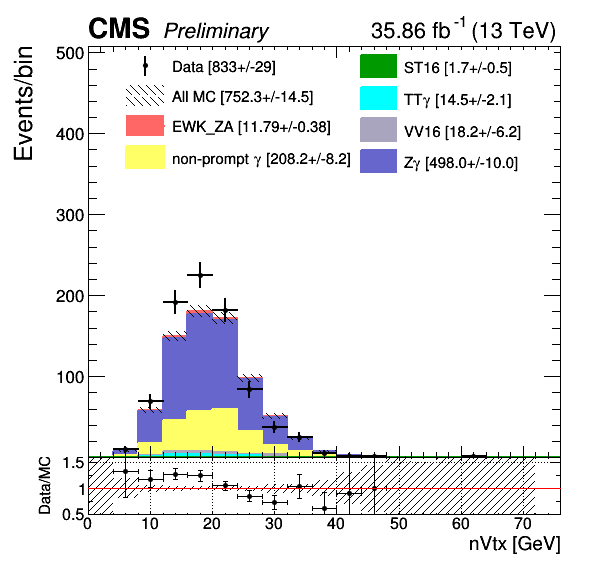 CMS Preliminary 35.86 fb⁻¹ (13 TeV)
Events/bin
500
400
300
200
100
Data [833+/-29]
All MC [752.3+/-14.5]
EWK_ZA [11.79+/-0.38]
non-prompt γ [208.2+/-8.2]
ST16 [1.7+/-0.5]
TTγ [14.5+/-2.1]
VV16 [18.2+/-6.2]
Zγ [498.0+/-10.0]
Data/MC
1.5
1
0.5
0 10 20 30 40 50 60 70
nVtx [GeV]